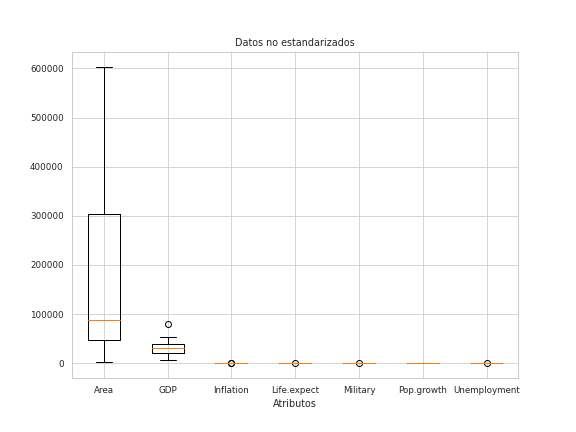 Datos no estandarizados
600000
500000
400000
300000
200000
100000
0
Area GDP Inflation Life.expect Military Pop.growth Unemployment
Atributos